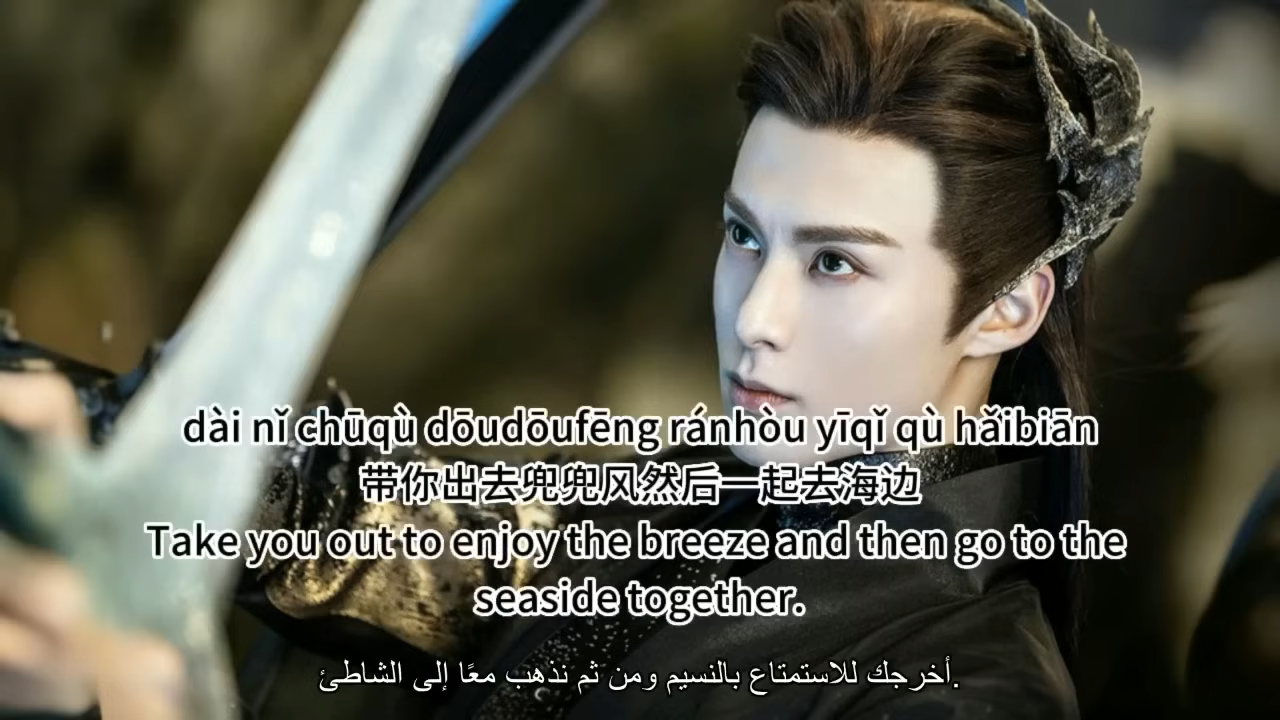 dài nǐ chūqù dōudōufēng ránhòu yīqǐ qù hǎibiān
带你出去兜兜风然后一起去海边
Take you out to enjoy the breeze and then go to the
seaside together.
أخرجك للاستمتاع بالنسيم ومن ثم نذهب معًا إلى الشاطئ.